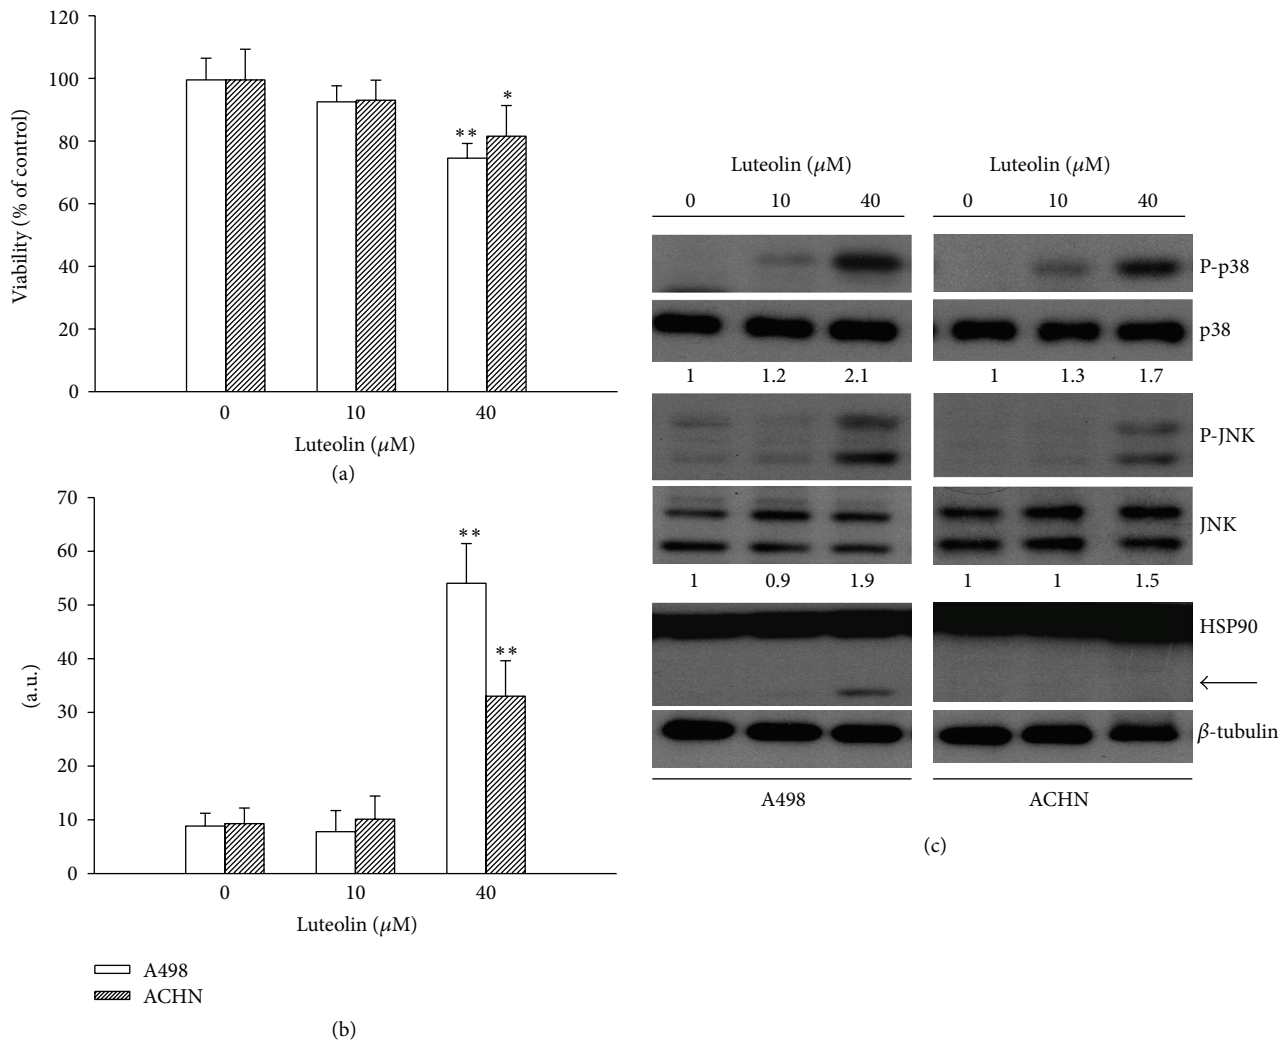 120
100
80
60
40
20
0
Viability (% of control)
**
*
0 10 40
Luteolin (μM)
(a)
70
60
50
40
30
20
10
0
(a.u.)
**
**
0 10 40
Luteolin (μM)
A498
ACHN
(b)
Luteolin (μM) Luteolin (μM)
0 10 40 0 10 40
P-p38
p38
1 1.2 2.1 1 1.3 1.7
P-JNK
JNK
1 0.9 1.9 1 1 1.5
HSP90
β-tubulin
A498 ACHN
(c)